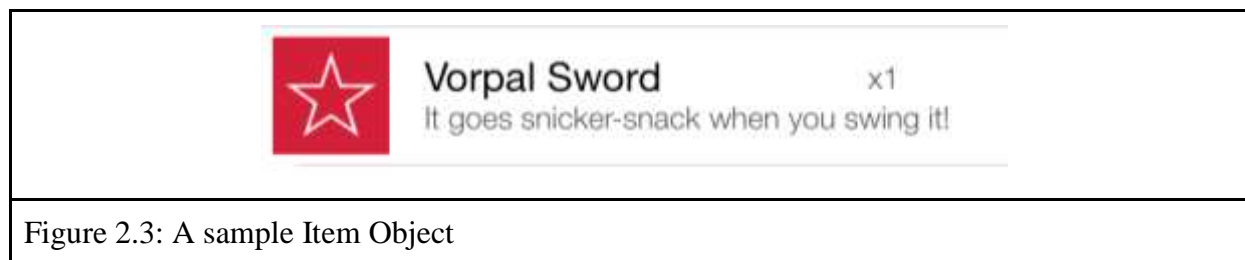 Vorpal Sword x1
It goes snicker-snack when you swing it!
Figure 2.3: A sample Item Object